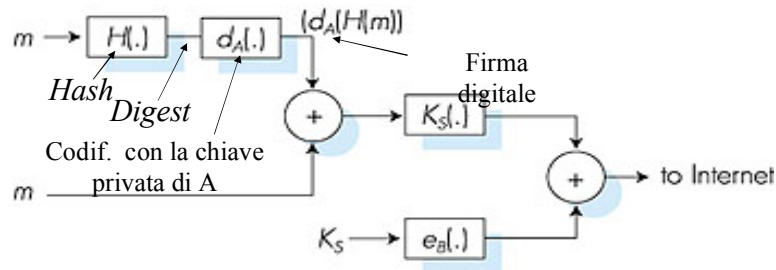 m
H(.)
d_A(.)
(d_A(H(m))
Hash
Digest
Firma
digitale
+
K_S(.)
Codif. con la chiave
privata di A
m
+
to Internet
K_S
e_B(.)